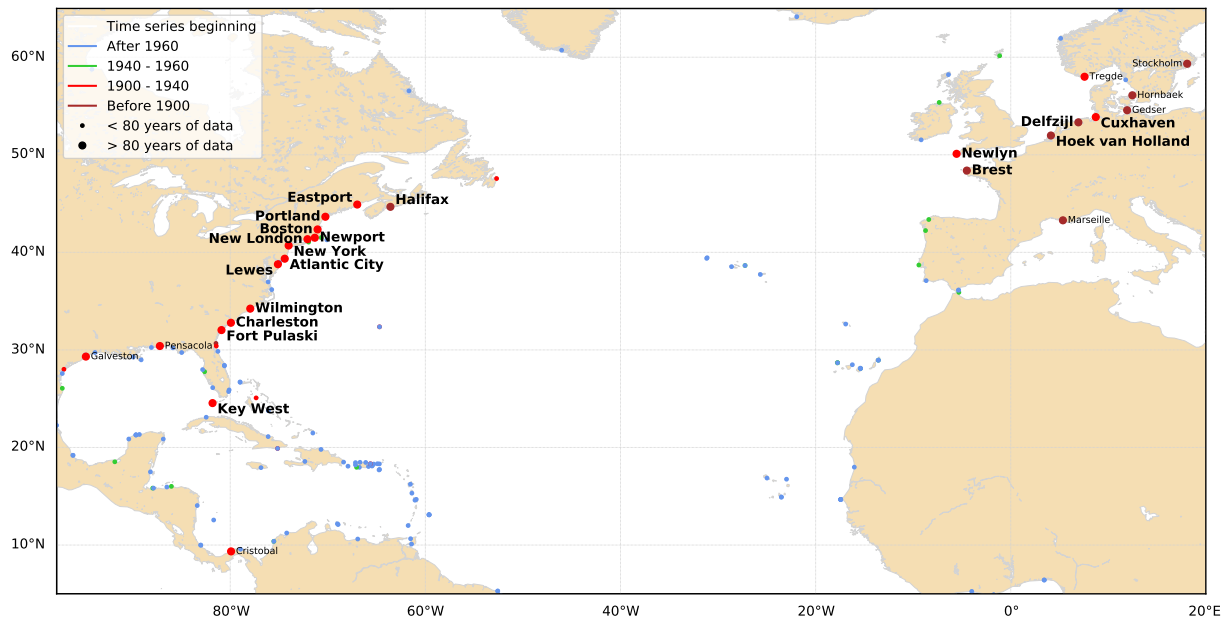 Time series beginning
After 1960
1940 - 1960
1900 - 1940
Before 1900
< 80 years of data
> 80 years of data
60°N
50°N
40°N
30°N
20°N
10°N
80°W
60°W
40°W
20°W
0°
20°E
Stockholm
Tregde
Hornbaek
Gedser
Delfzijl
Cuxhaven
Hoek van Holland
Newlyn
Brest
Marseille
Eastport
Halifax
Portland
Boston
New London
Newport
New York
Atlantic City
Lewes
Wilmington
Charleston
Fort Pulaski
Pensacola
Galveston
Key West
Cristobal